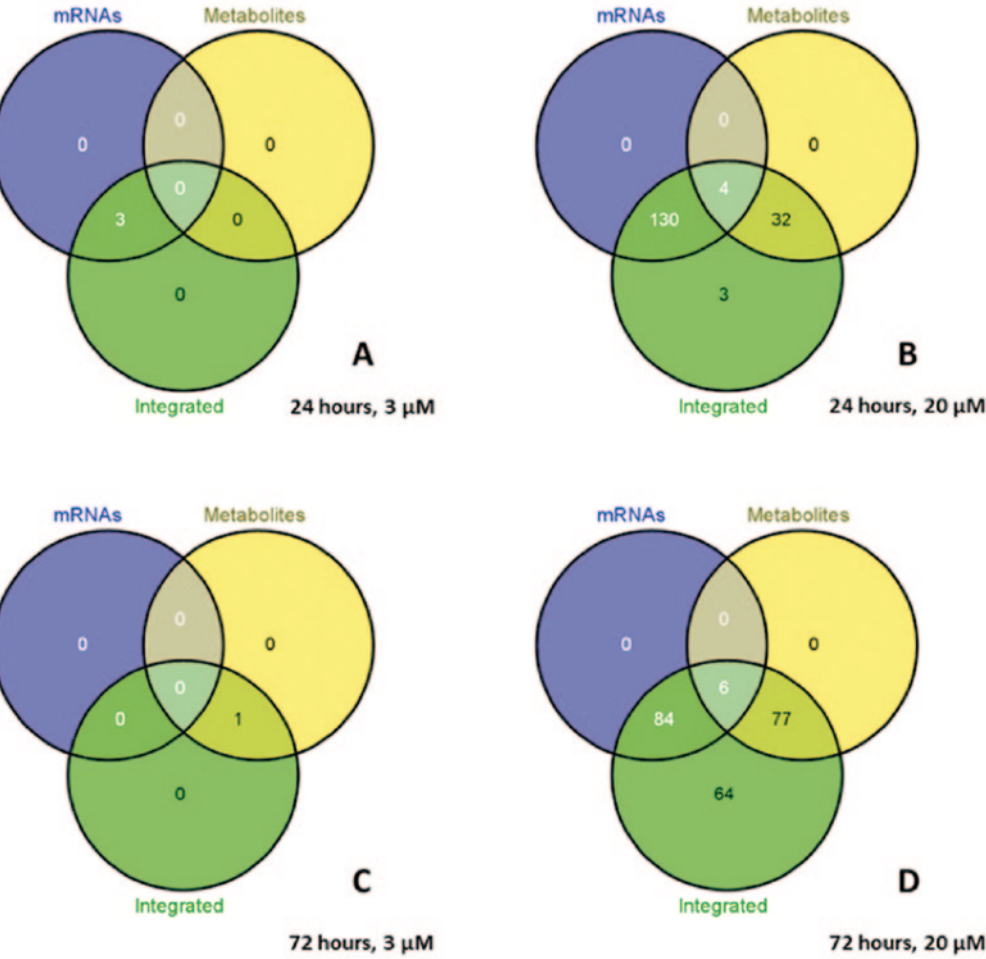 mRNAs Metabolites
0
0 0
0
3 0
0
A
Integrated
24 hours, 3 µM
mRNAs Metabolites
0
0 0
4
130 32
3
B
Integrated
24 hours, 20 µM
mRNAs Metabolites
0
0 0
0
0 1
0
C
Integrated
72 hours, 3 µM
mRNAs Metabolites
0
0 0
6
84 77
64
D
Integrated
72 hours, 20 µM